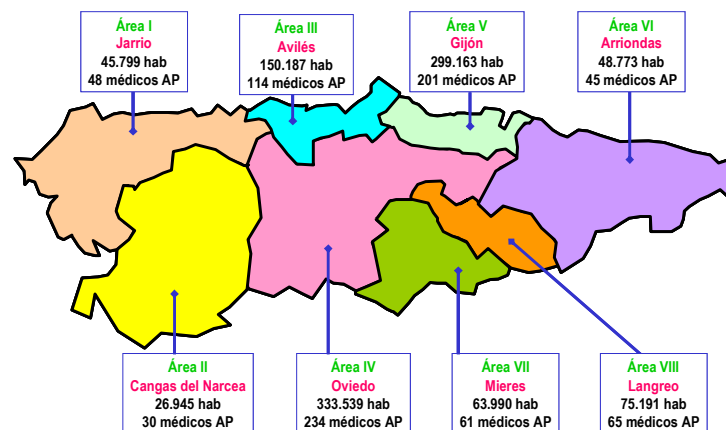 Área I
Jarrio
45.799 hab
48 médicos AP
Área III
Avilés
150.187 hab
114 médicos AP
Área V
Gijón
299.163 hab
201 médicos AP
Área VI
Arriondas
48.773 hab
45 médicos AP
Área II
Cangas del Narcea
26.945 hab
30 médicos AP
Área IV
Oviedo
333.539 hab
234 médicos AP
Área VII
Mieres
63.990 hab
61 médicos AP
Área VIII
Langreo
75.191 hab
65 médicos AP